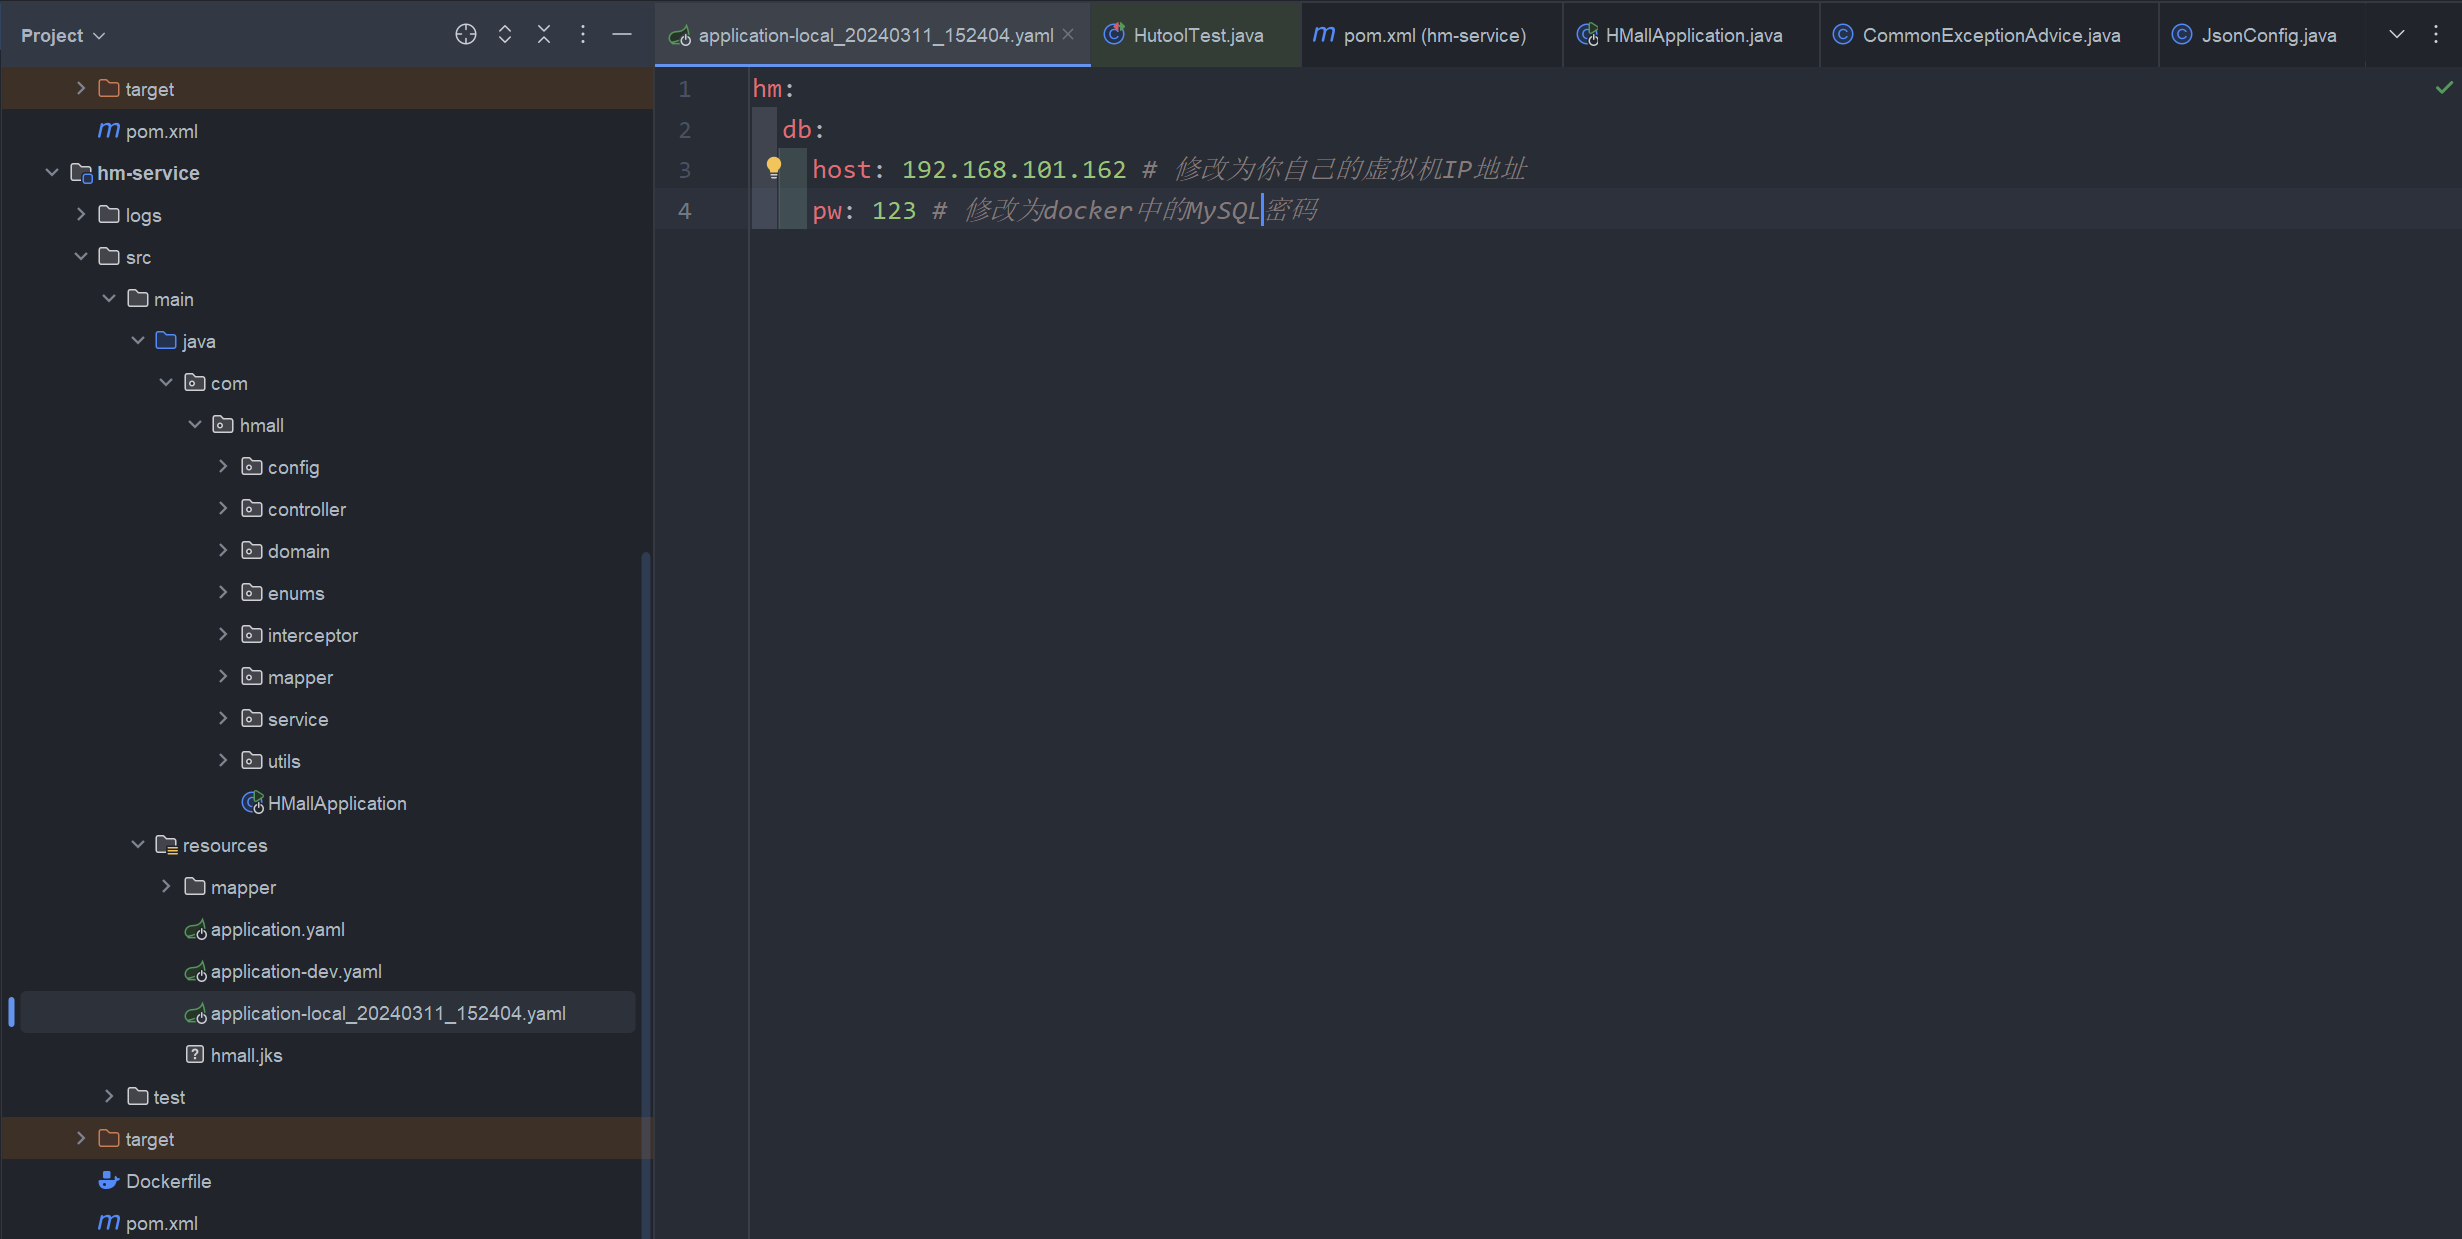 Project
target
pom.xml
hm-service
logs
src
main
java
com
hmall
config
controller
domain
enums
interceptor
mapper
service
utils
HMallApplication
resources
mapper
application.yaml
application-dev.yaml
application-local_20240311_152404.yaml
hmall.jks
test
target
Dockerfile
pom.xml
application-local_20240311_152404.yaml
HutoolTest.java
pom.xml (hm-service)
HMallApplication.java
CommonExceptionAdvice.java
JsonConfig.java
1 hm:
2 db:
3 host: 192.168.101.162 # 修改为你自己的虚拟机IP地址
4 pw: 123 # 修改为docker中的MySQL密码